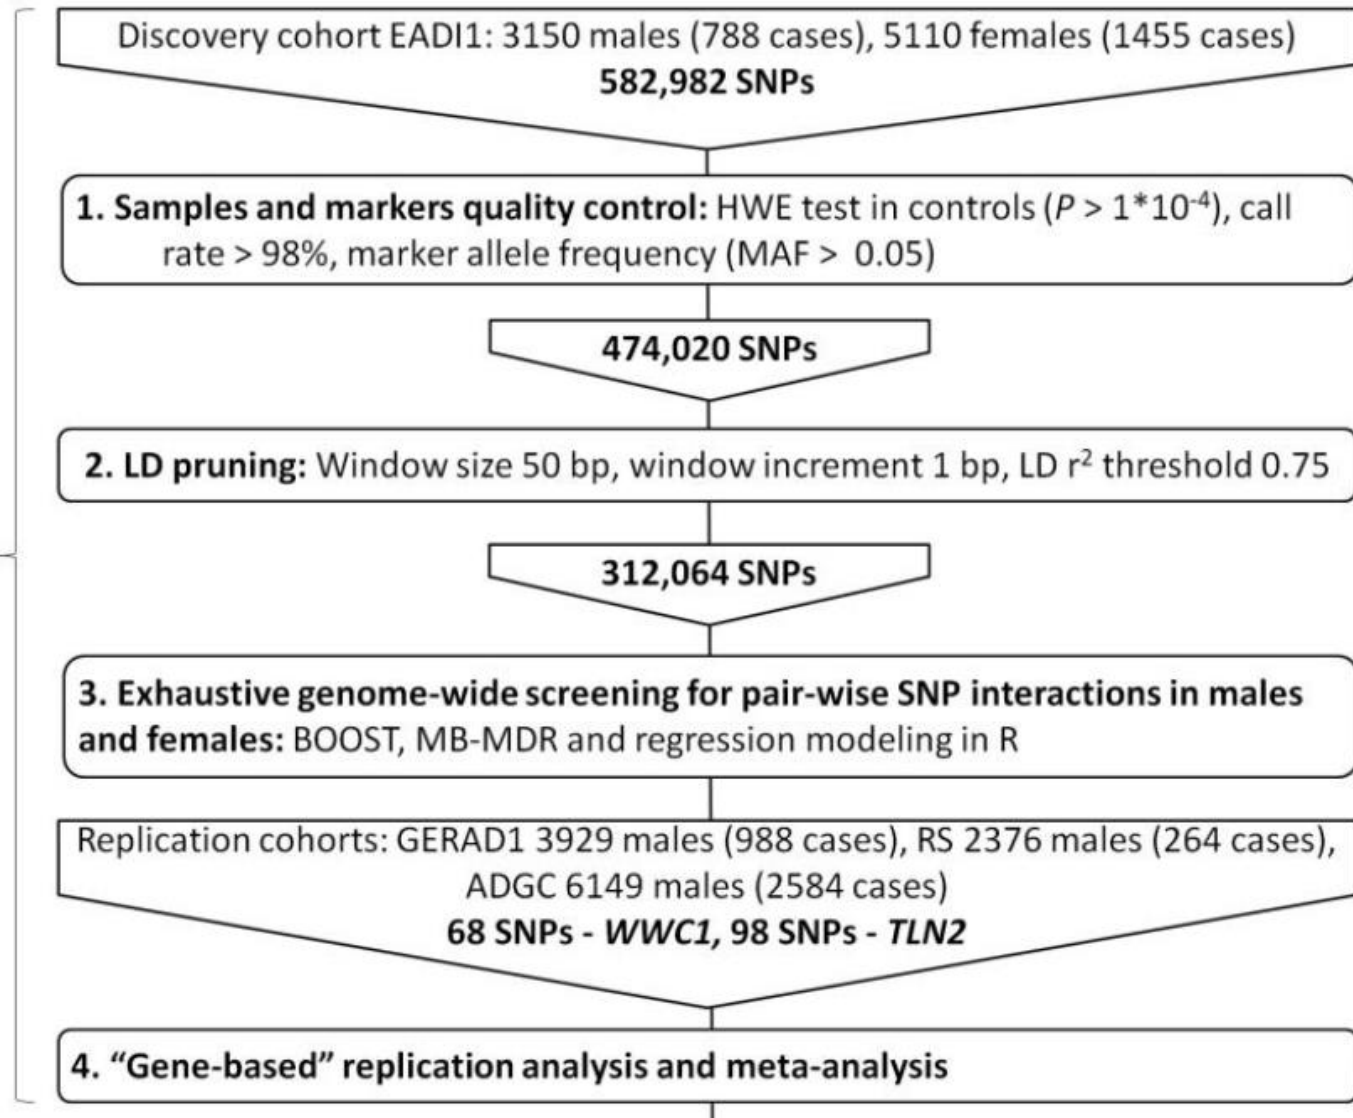 Discovery cohort EADI1: 3150 males (788 cases), 5110 females (1455 cases)
582,982 SNPs
1. Samples and markers quality control: HWE test in controls (P > 1*10⁻⁴), call
rate > 98%, marker allele frequency (MAF > 0.05)
474,020 SNPs
2. LD pruning: Window size 50 bp, window increment 1 bp, LD r² threshold 0.75
312,064 SNPs
3. Exhaustive genome-wide screening for pair-wise SNP interactions in males
and females: BOOST, MB-MDR and regression modeling in R
Replication cohorts: GERAD1 3929 males (988 cases), RS 2376 males (264 cases),
ADGC 6149 males (2584 cases)
68 SNPs - WWC1, 98 SNPs - TLN2
4. “Gene-based” replication analysis and meta-analysis